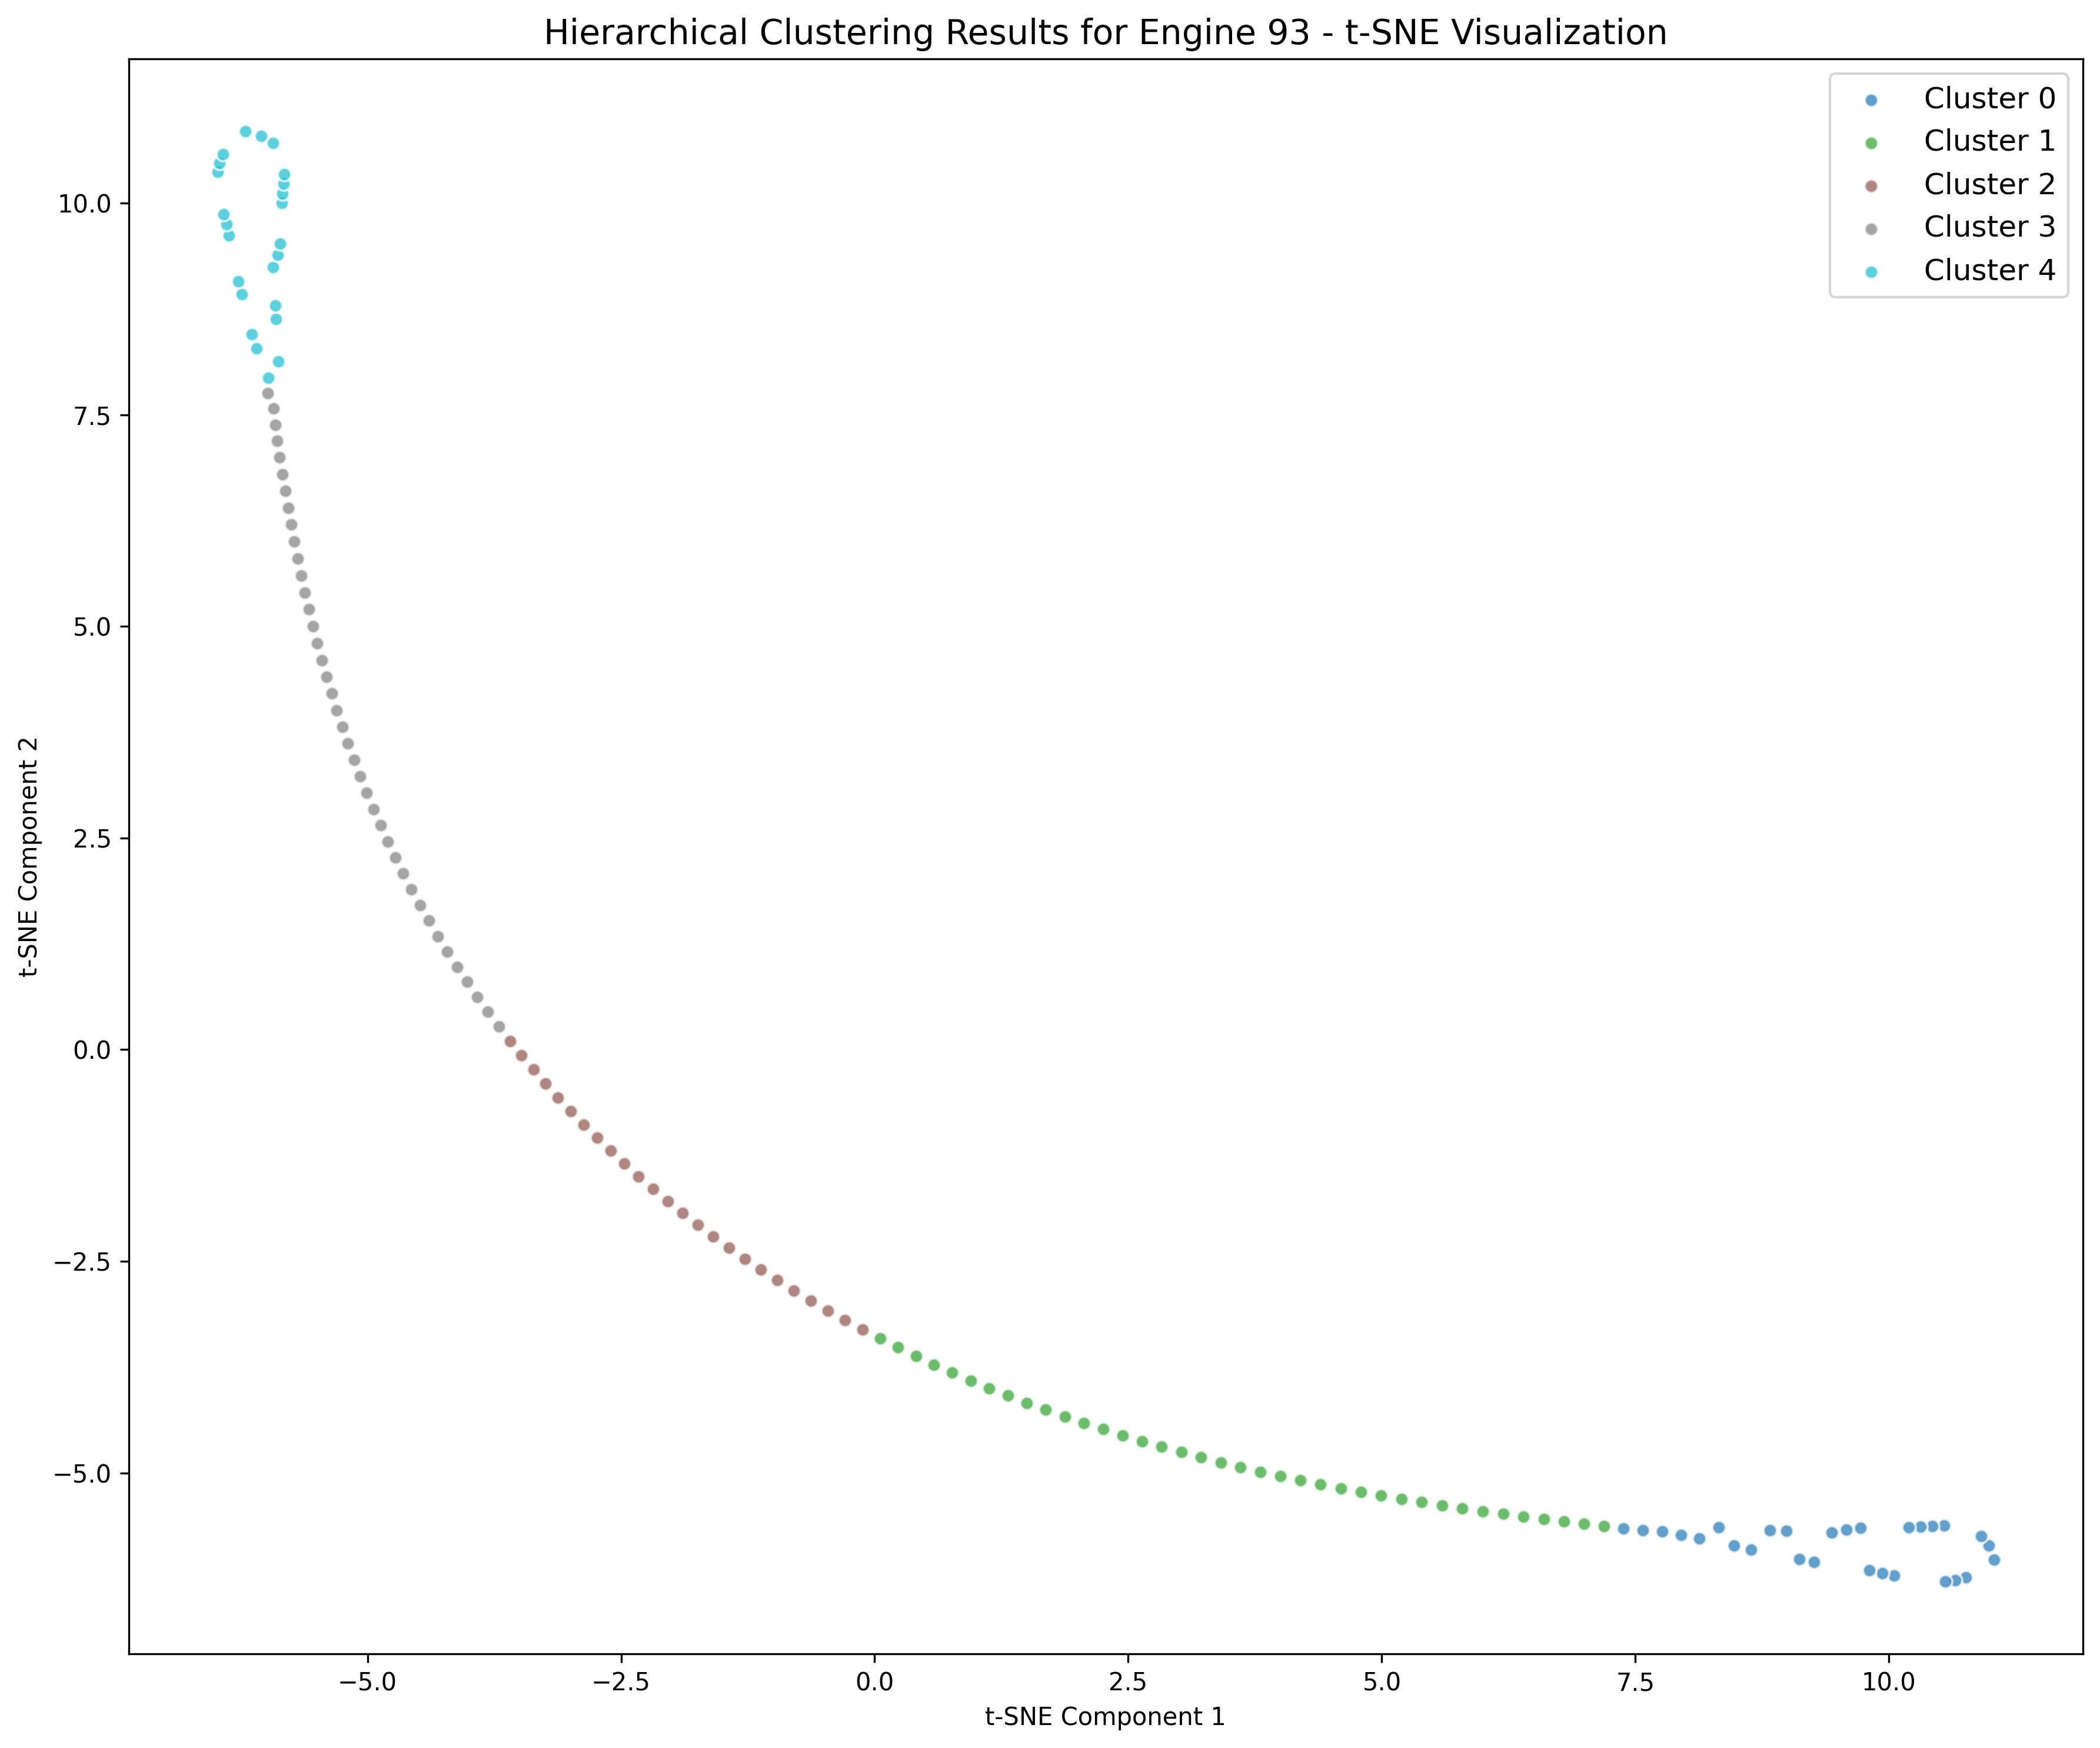 Hierarchical Clustering Results for Engine 93 - t-SNE Visualization
Cluster 0
Cluster 1
Cluster 2
Cluster 3
Cluster 4
10.0
7.5
5.0
2.5
0.0
−2.5
−5.0
t-SNE Component 2
−5.0
−2.5
0.0
2.5
5.0
7.5
10.0
t-SNE Component 1